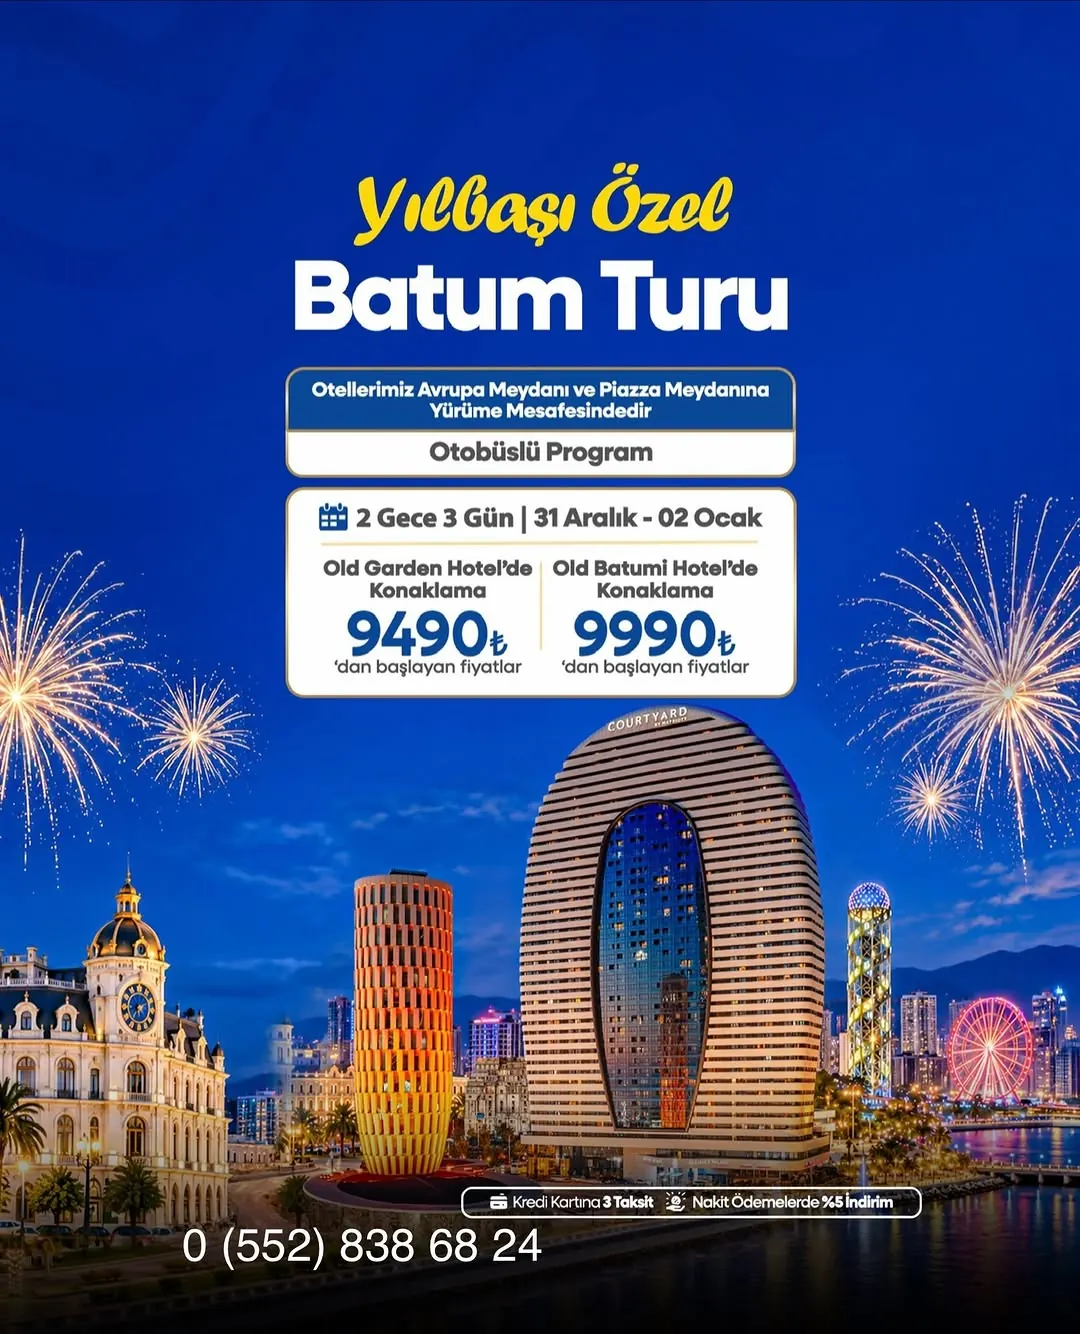 Yılbaşı Özel
Batum Turu
Otellerimiz Avrupa Meydanı ve Piazza Meydanına
Yürüme Mesafesindedir
Otobüslü Program
2 Gece 3 Gün | 31 Aralık - 02 Ocak
Old Garden Hotel'de
Konaklama
9490₺
'dan başlayan fiyatlar
Old Batumi Hotel'de
Konaklama
9990₺
'dan başlayan fiyatlar
COURTYARD
BY MARRIOTT
Kredi Kartına 3 Taksit
Nakit Ödemelerde %5 İndirim
0 (552) 838 68 24